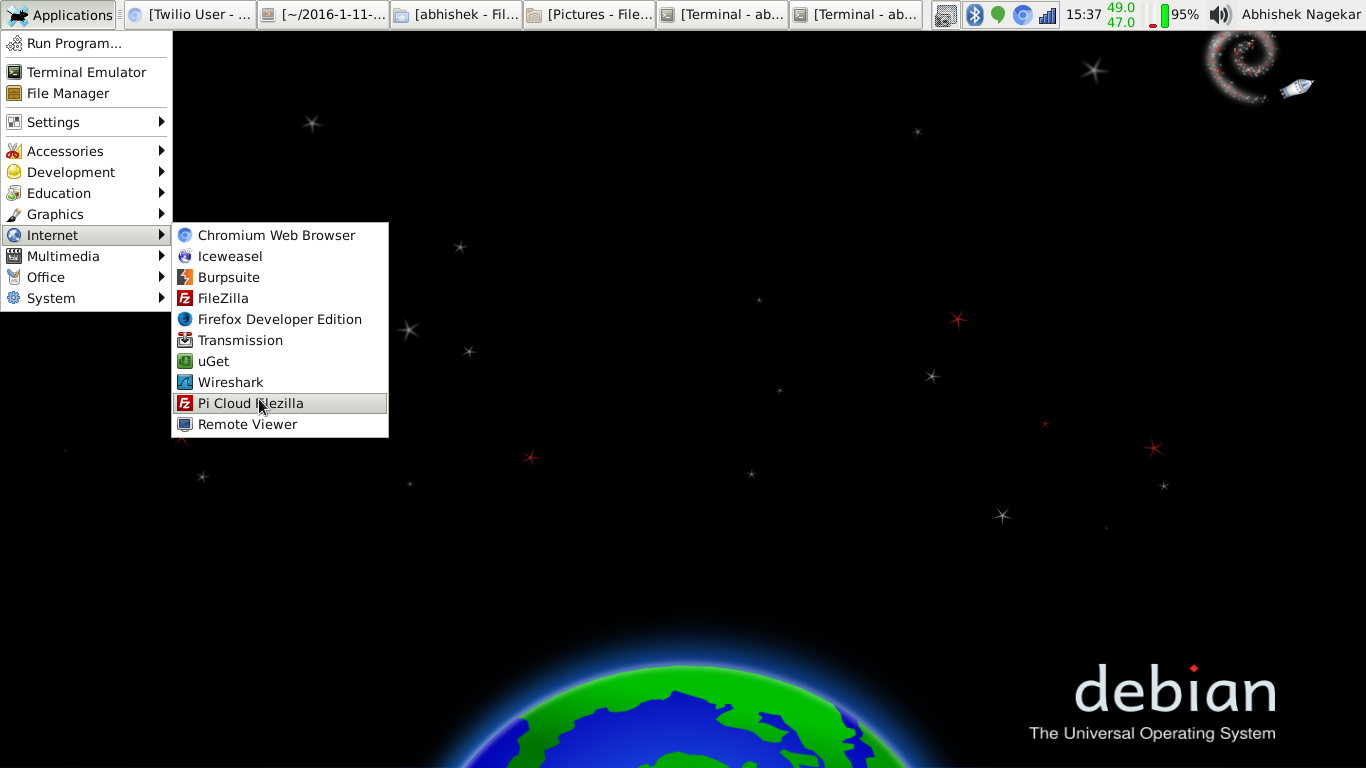 Applications
[Twilio User - ...
[~/2016-1-11-...
[abhishek - Fil...
[Pictures - File...
[Terminal - ab...
[Terminal - ab...
15:37
49.0
47.0
95%
Abhishek Nagekar
Run Program...
Terminal Emulator
File Manager
Settings
Accessories
Development
Education
Graphics
Internet
Multimedia
Office
System
Chromium Web Browser
Iceweasel
Burpsuite
FileZilla
Firefox Developer Edition
Transmission
uGet
Wireshark
Pi Cloud filezilla
Remote Viewer
debian
The Universal Operating System